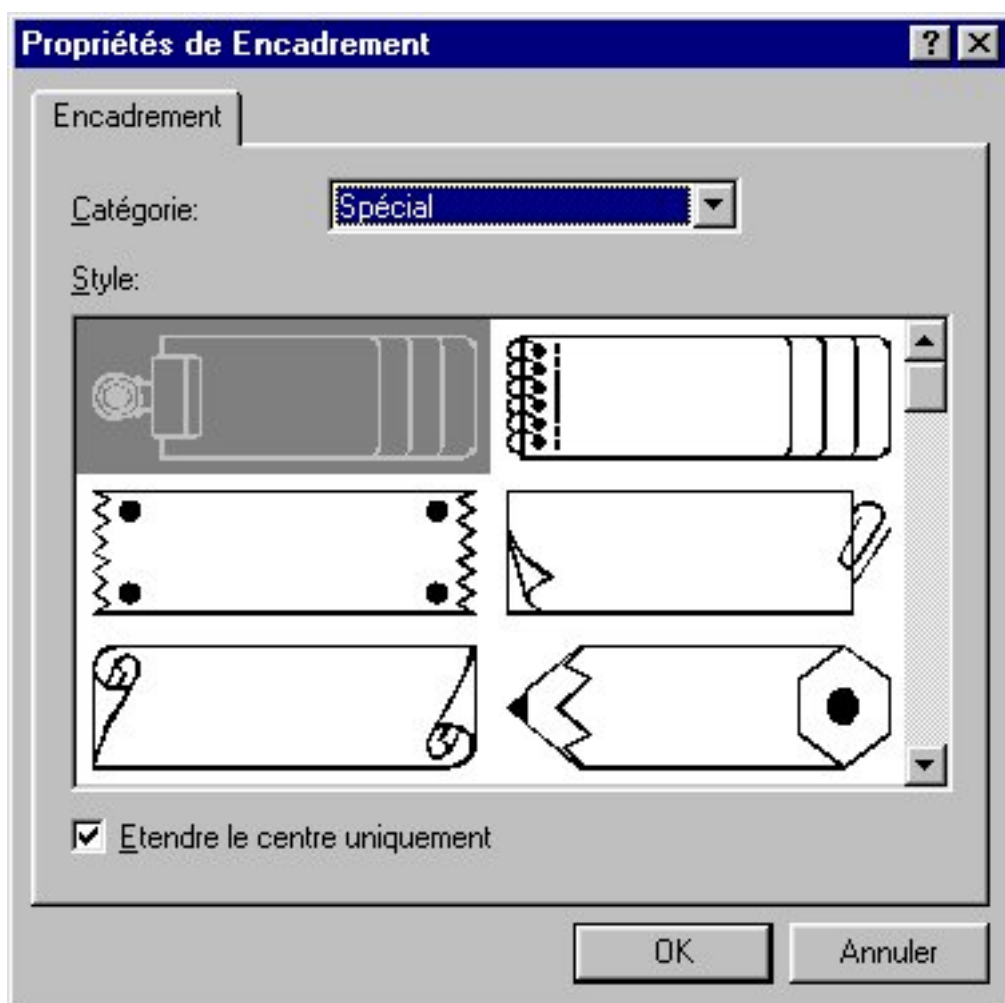 Propriétés de Encadrement
Encadrement
Catégorie: Spécial
Style:
Etendre le centre uniquement
OK Annuler